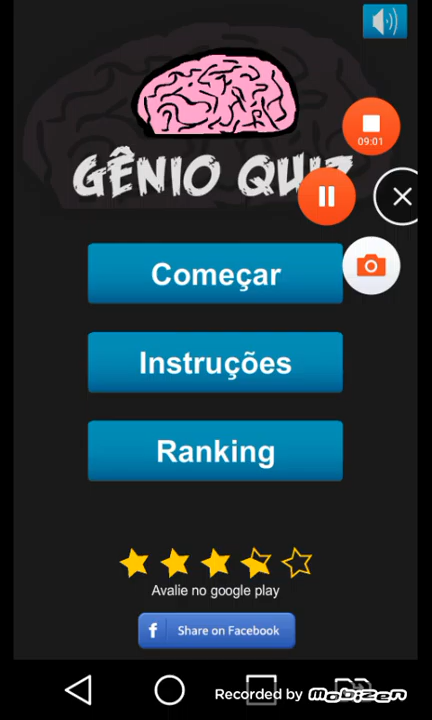 09:01
GÊNIO QUIZ
Começar
Instruções
Ranking
Avalie no google play
f Share on Facebook
Recorded by mobizen